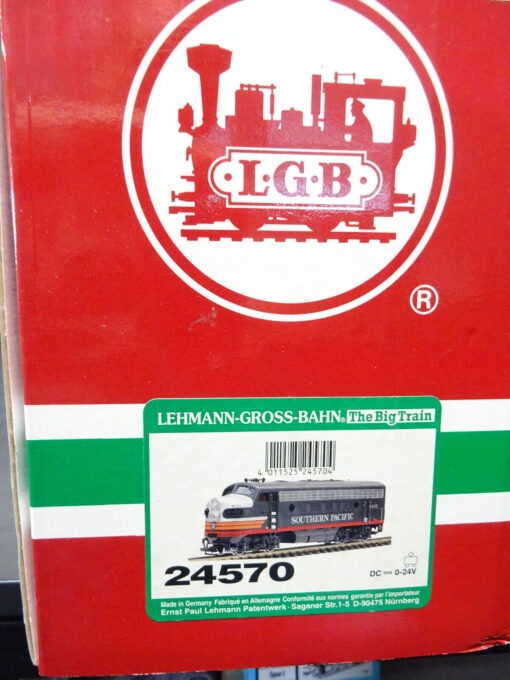 L·G·B
®
LEHMANN-GROSS-BAHN® The Big Train
4 011525 245704
SOUTHERN PACIFIC
24570
DC 0-24V
Made in Germany Fabriqué en Allemagne Conformité aux normes garantie par l'importateur
Ernst Paul Lehmann Patentwerk · Saganer Str.1-5 D-90475 Nürnberg